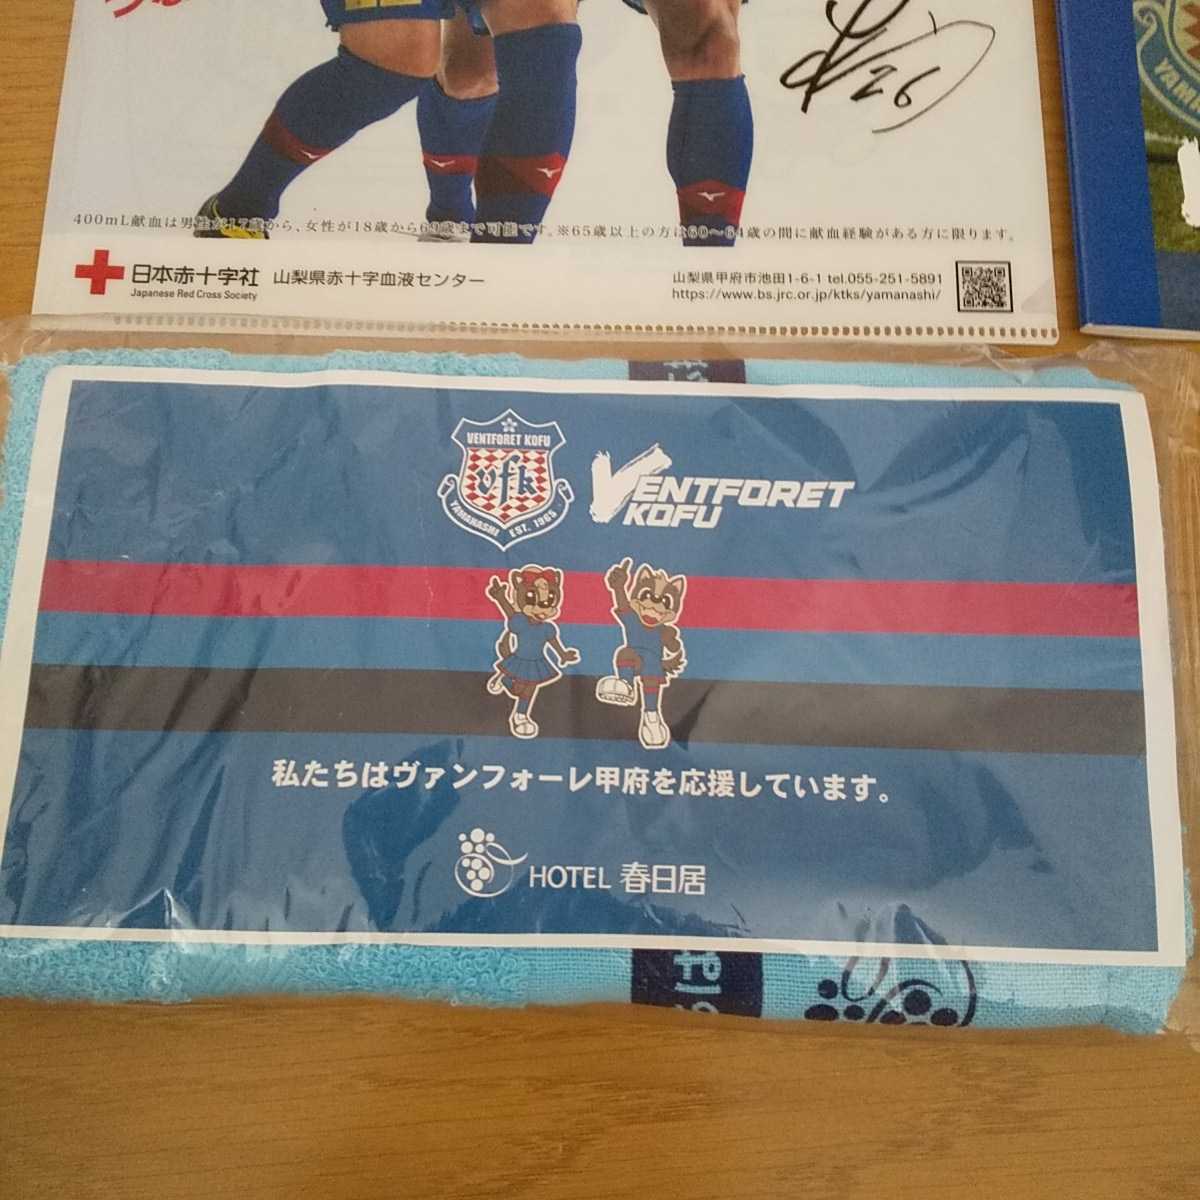 26
400mL献血は男性が17歳から、女性が18歳から69歳まで可能です。※65歳以上の方は60〜64歳の間に献血経験がある方に限ります。
日本赤十字社 山梨県赤十字血液センター
Japanese Red Cross Society
山梨県甲府市池田1-6-1 tel.055-251-5891
https://www.bs.jrc.or.jp/ktks/yamanashi/
VENTFORET KOFU
vfk
YAMANASHI EST. 1965
VENTFORET
KOFU
私たちはヴァンフォーレ甲府を応援しています。
HOTEL 春日居